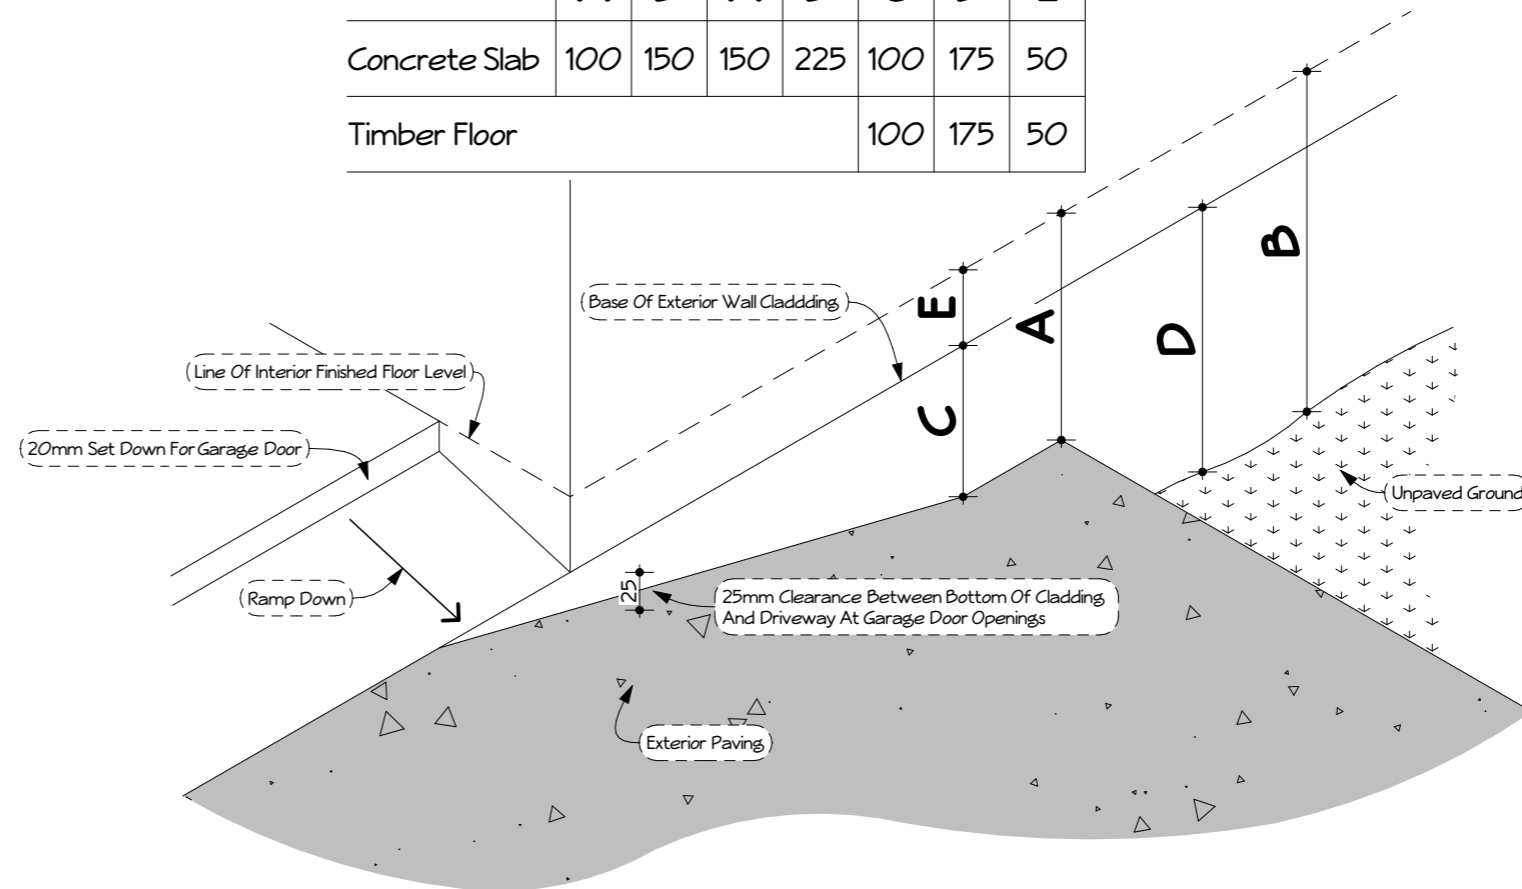 Concrete Slab 100 150 150 225 100 175 50
Timber Floor 100 175 50
B
Base Of Exterior Wall Claddding
E
A
D
Line Of Interior Finished Floor Level
C
20mm Set Down For Garage Door
Unpaved Ground
Ramp Down
25
25mm Clearance Between Bottom Of Cladding
And Driveway At Garage Door Openings
Exterior Paving